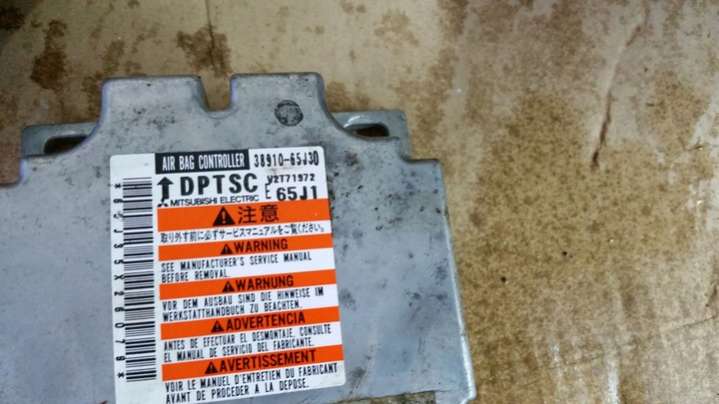 AIR BAG CONTROLLER 38910-65J30
DPTSC V2T71972
MITSUBISHI ELECTRIC E 65J1
注意
取り外す前に必ずサービスマニュアルをご覧ください。
WARNING
SEE MANUFACTURER'S SERVICE MANUAL
BEFORE REMOVAL.
WARNUNG
VOR DEM AUSBAU SIND DIE HINWEISE IM
WERKSTATTHANDBUCH ZU BEACHTEN.
ADVERTENCIA
ANTES DE EFECTUAR EL DESMONTAJE, CONSULTE
EL MANUAL DE SERVICIO DEL FABRICANTE.
AVERTISSEMENT
VOIR LE MANUEL D'ENTRETIEN DU FABRICANT
AVANT DE PROCEDER A LA DEPOSE.